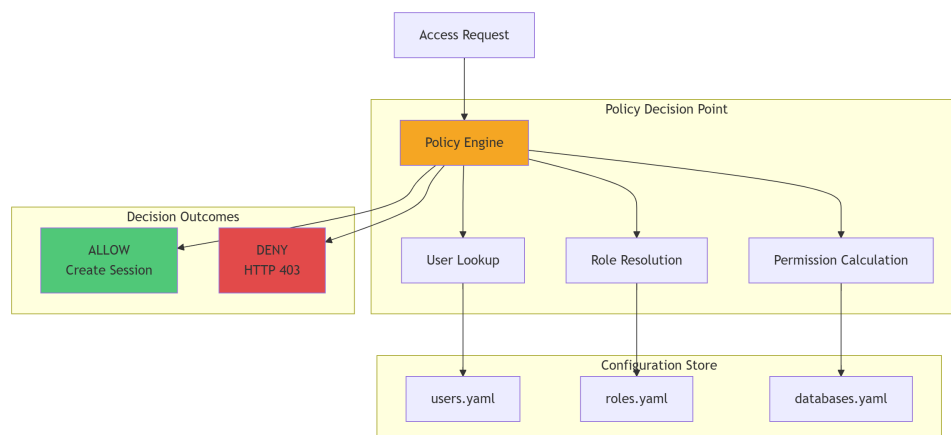 Access Request
Policy Decision Point
Policy Engine
Decision Outcomes
ALLOW
Create Session
DENY
HTTP 403
User Lookup
Role Resolution
Permission Calculation
Configuration Store
users.yaml
roles.yaml
databases.yaml